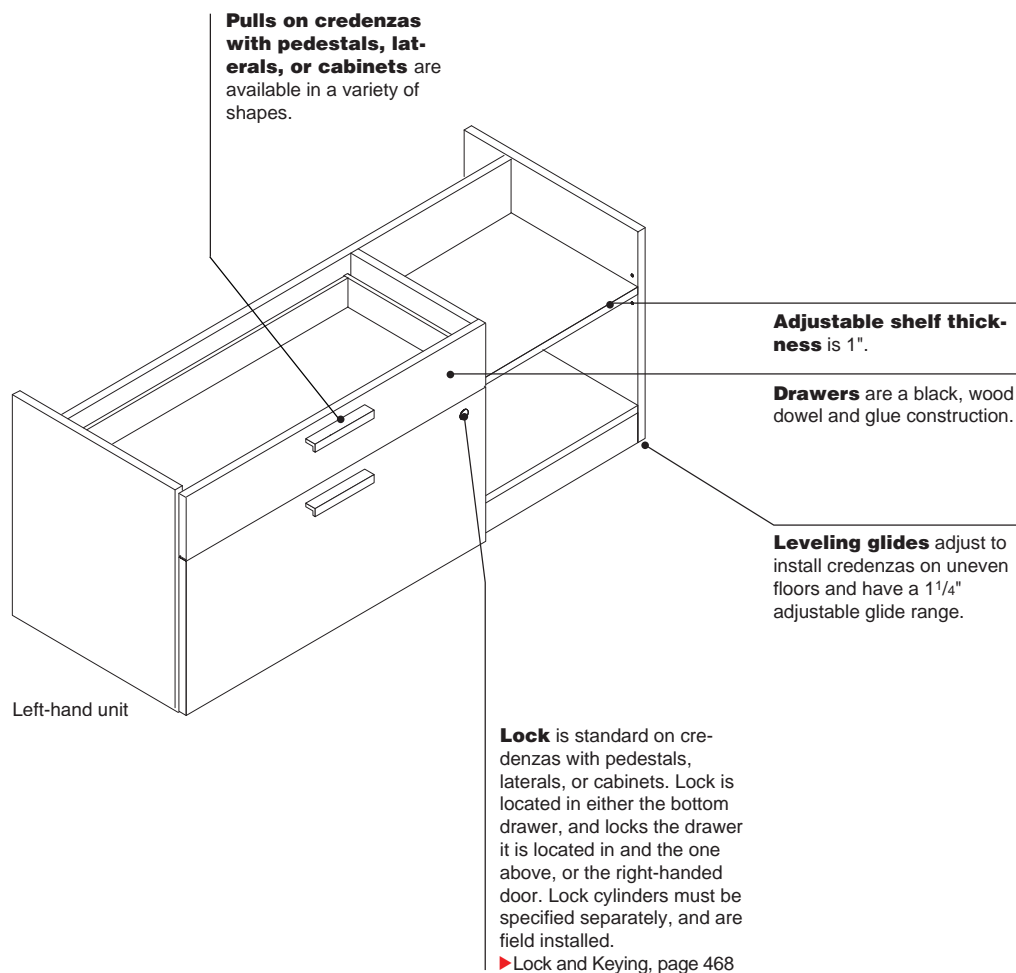 Pulls on credenzas
with pedestals, lat-
erals, or cabinets are
available in a variety of
shapes.
Adjustable shelf thick-
ness is 1".
Drawers are a black, wood
dowel and glue construction.
Leveling glides adjust to
install credenzas on uneven
floors and have a 11/4"
adjustable glide range.
Left-hand unit
Lock is standard on cre-
denzas with pedestals,
laterals, or cabinets. Lock is
located in either the bottom
drawer, and locks the drawer
it is located in and the one
above, or the right-handed
door. Lock cylinders must be
specified separately, and are
field installed.
▶Lock and Keying, page 468